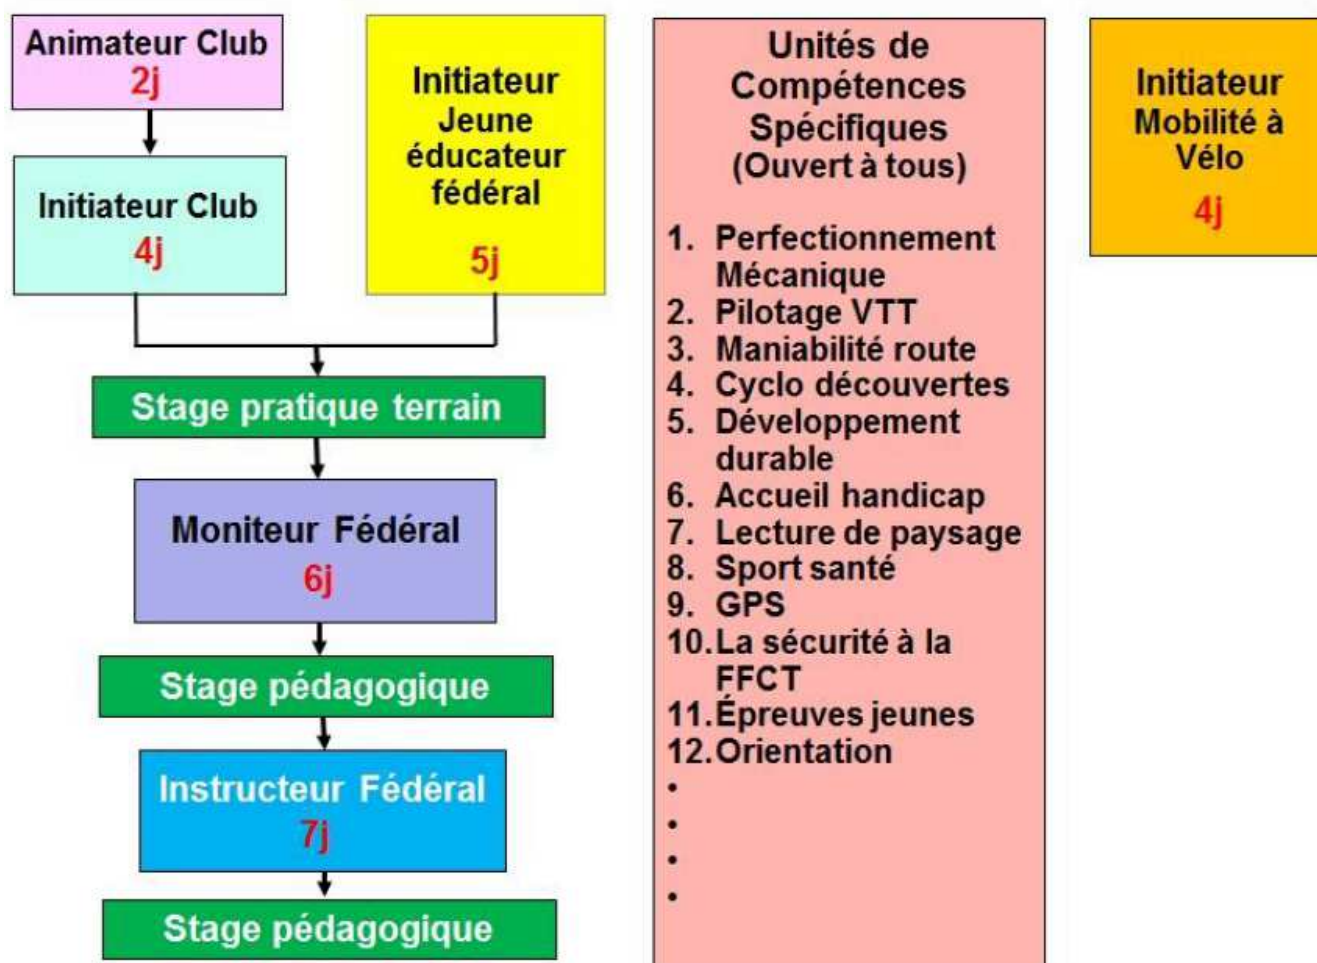 Animateur Club
2j
Initiateur Club
4j
Initiateur
Jeune
éducateur
fédéral
5j
Stage pratique terrain
Moniteur Fédéral
6j
Stage pédagogique
Instructeur Fédéral
7j
Stage pédagogique
Unités de
Compétences
Spécifiques
(Ouvert à tous)
1. Perfectionnement
Mécanique
2. Pilotage VTT
3. Maniabilité route
4. Cyclo découvertes
5. Développement
durable
6. Accueil handicap
7. Lecture de paysage
8. Sport santé
9. GPS
10. La sécurité à la
FFCT
11. Épreuves jeunes
12. Orientation
•
•
•
•
Initiateur
Mobilité à
Vélo
4j